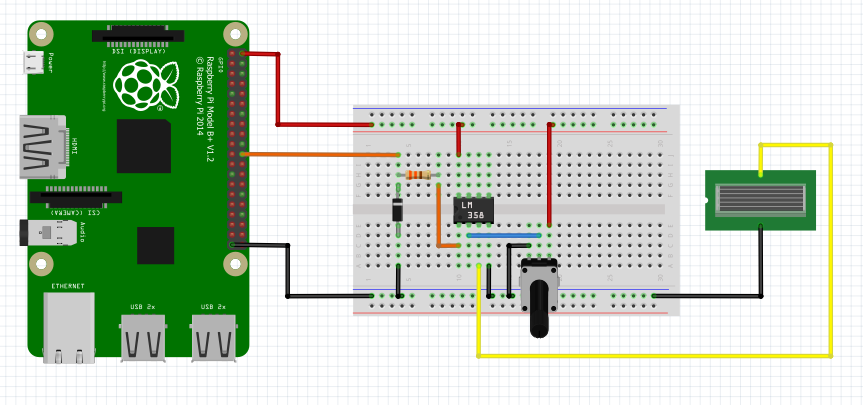 DSI (DISPLAY)
Power
GPIO
Raspberry Pi Model B+ V1.2
© Raspberry Pi 2014
HDMI
CSI (CAMERA)
Audio
ETHERNET
USB 2x
USB 2x
LM
358